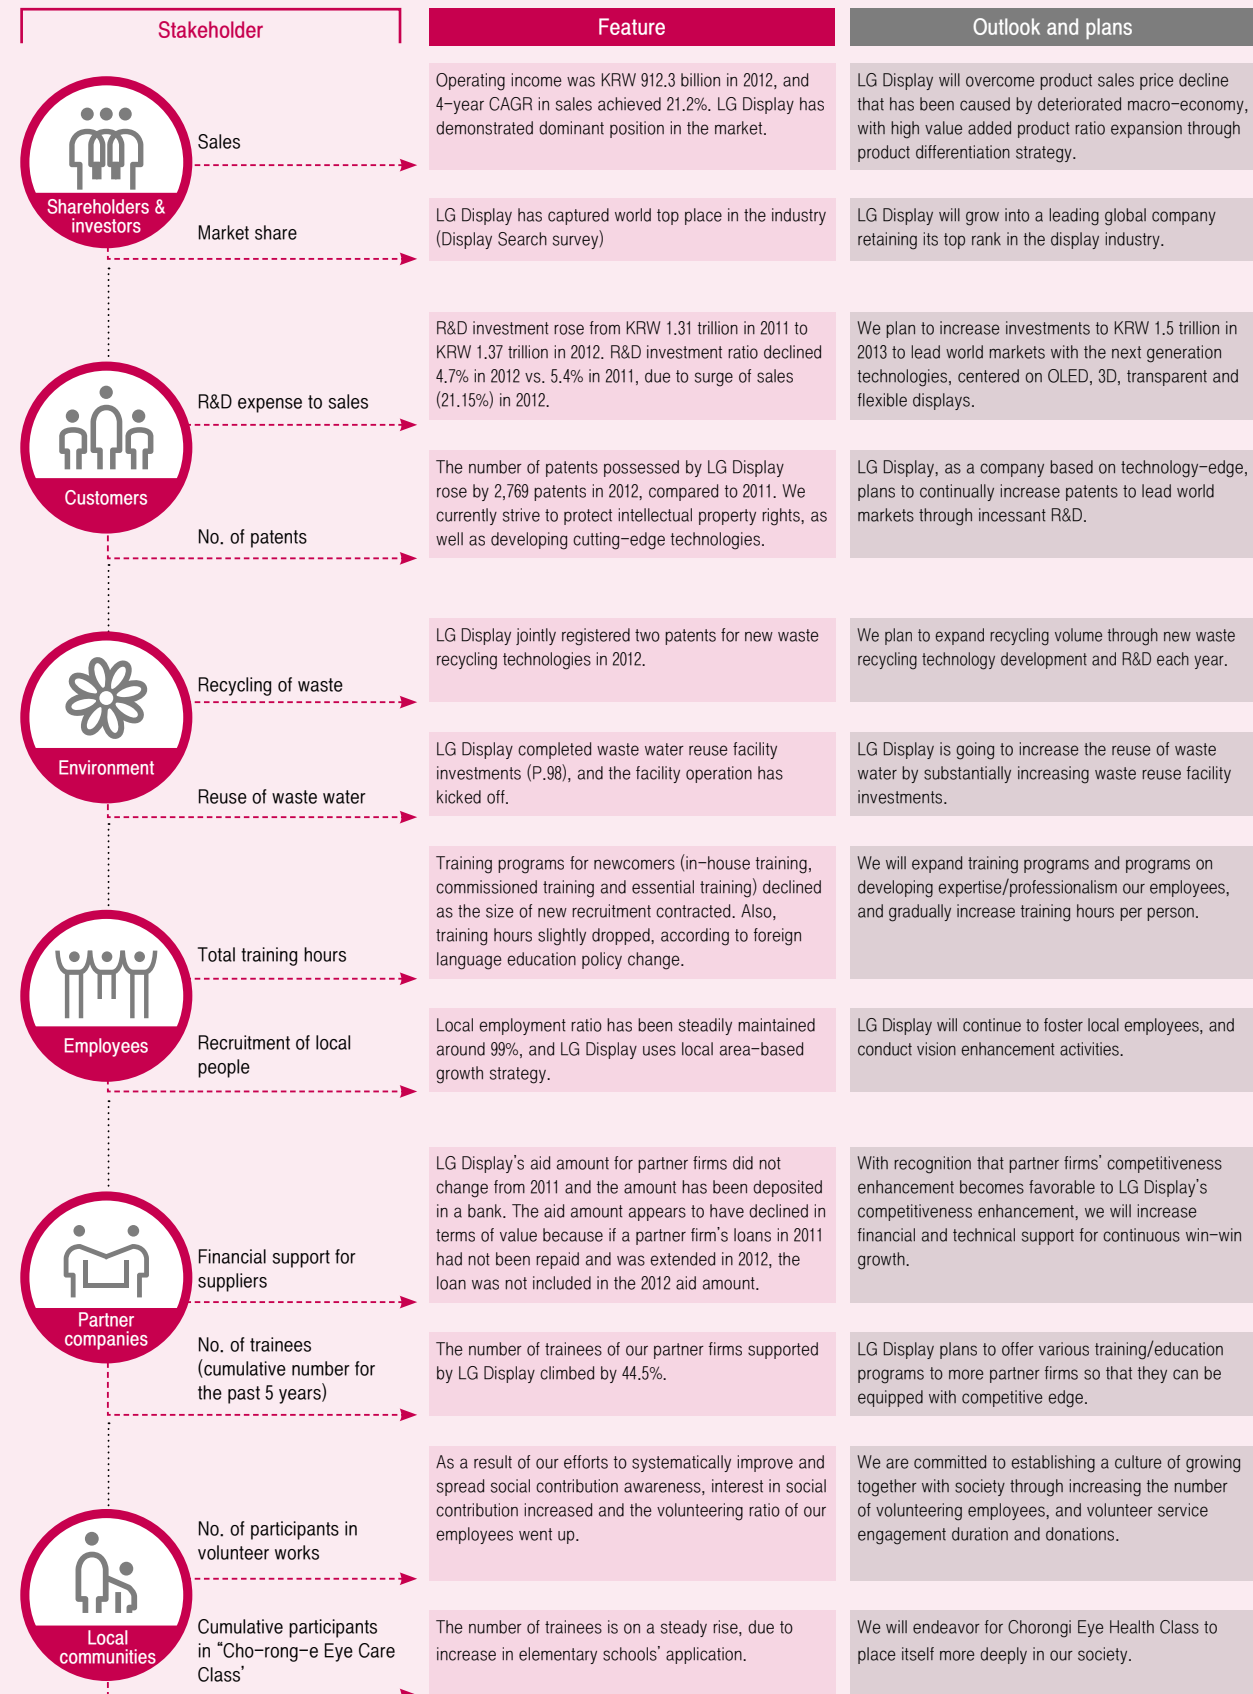 Stakeholder
Feature
Outlook and plans
Shareholders &
investors
Sales
Operating income was KRW 912.3 billion in 2012, and
4-year CAGR in sales achieved 21.2%. LG Display has
demonstrated dominant position in the market.
LG Display will overcome product sales price decline
that has been caused by deteriorated macro-economy,
with high value added product ratio expansion through
product differentiation strategy.
Market share
LG Display has captured world top place in the industry
(Display Search survey)
LG Display will grow into a leading global company
retaining its top rank in the display industry.
Customers
R&D expense to sales
R&D investment rose from KRW 1.31 trillion in 2011 to
KRW 1.37 trillion in 2012. R&D investment ratio declined
4.7% in 2012 vs. 5.4% in 2011, due to surge of sales
(21.15%) in 2012.
We plan to increase investments to KRW 1.5 trillion in
2013 to lead world markets with the next generation
technologies, centered on OLED, 3D, transparent and
flexible displays.
No. of patents
The number of patents possessed by LG Display
rose by 2,769 patents in 2012, compared to 2011. We
currently strive to protect intellectual property rights, as
well as developing cutting-edge technologies.
LG Display, as a company based on technology-edge,
plans to continually increase patents to lead world
markets through incessant R&D.
Environment
Recycling of waste
LG Display jointly registered two patents for new waste
recycling technologies in 2012.
We plan to expand recycling volume through new waste
recycling technology development and R&D each year.
Reuse of waste water
LG Display completed waste water reuse facility
investments (P.98), and the facility operation has
kicked off.
LG Display is going to increase the reuse of waste
water by substantially increasing waste reuse facility
investments.
Employees
Total training hours
Training programs for newcomers (in-house training,
commissioned training and essential training) declined
as the size of new recruitment contracted. Also,
training hours slightly dropped, according to foreign
language education policy change.
We will expand training programs and programs on
developing expertise/professionalism our employees,
and gradually increase training hours per person.
Recruitment of local
people
Local employment ratio has been steadily maintained
around 99%, and LG Display uses local area-based
growth strategy.
LG Display will continue to foster local employees, and
conduct vision enhancement activities.
Partner
companies
Financial support for
suppliers
LG Display's aid amount for partner firms did not
change from 2011 and the amount has been deposited
in a bank. The aid amount appears to have declined in
terms of value because if a partner firm's loans in 2011
had not been repaid and was extended in 2012, the
loan was not included in the 2012 aid amount.
With recognition that partner firms' competitiveness
enhancement becomes favorable to LG Display's
competitiveness enhancement, we will increase
financial and technical support for continuous win-win
growth.
No. of trainees
(cumulative number for
the past 5 years)
The number of trainees of our partner firms supported
by LG Display climbed by 44.5%.
LG Display plans to offer various training/education
programs to more partner firms so that they can be
equipped with competitive edge.
Local
communities
No. of participants in
volunteer works
As a result of our efforts to systematically improve and
spread social contribution awareness, interest in social
contribution increased and the volunteering ratio of our
employees went up.
We are committed to establishing a culture of growing
together with society through increasing the number
of volunteering employees, and volunteer service
engagement duration and donations.
Cumulative participants
in “Cho-rong-e Eye Care
Class’
The number of trainees is on a steady rise, due to
increase in elementary schools' application.
We will endeavor for Chorongi Eye Health Class to
place itself more deeply in our society.